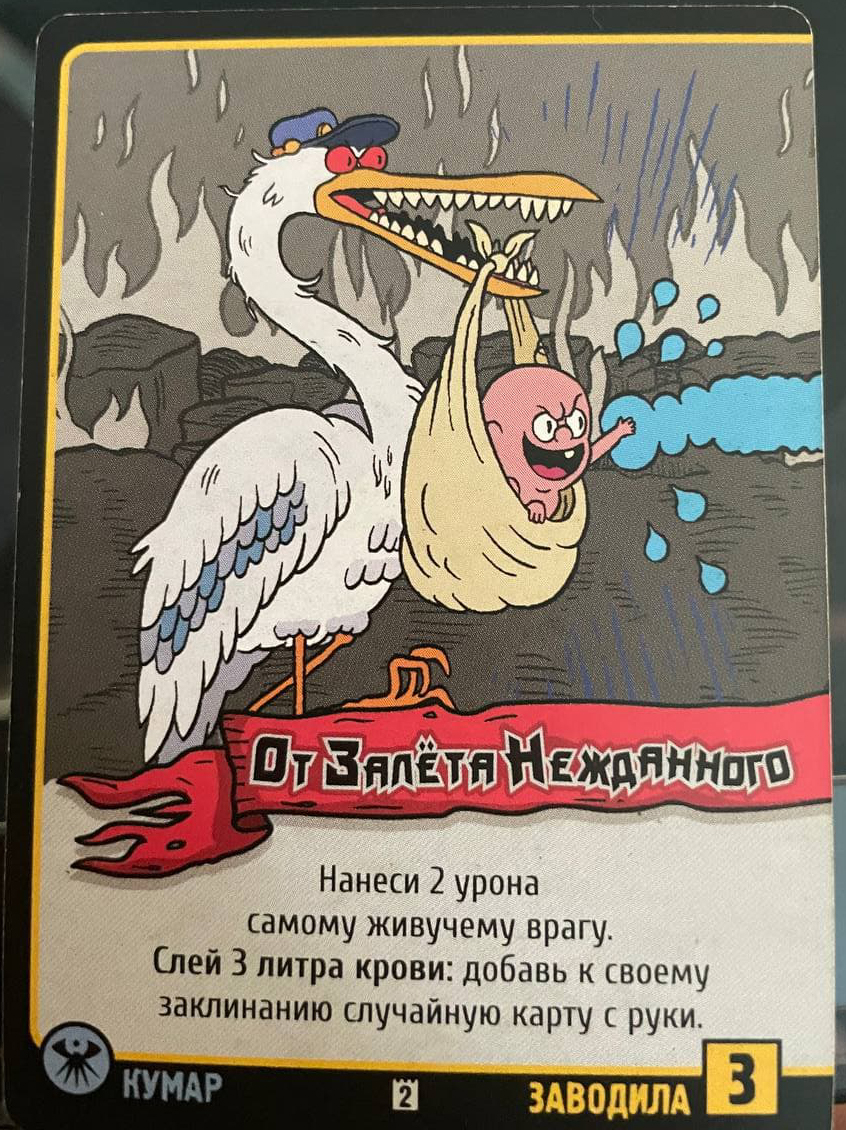 От Залёта Нежданного
Нанеси 2 урона
самому живучему врагу.
Слей 3 литра крови: добавь к своему
заклинанию случайную карту с руки.
КУМАР
2
ЗАВОДИЛА 3